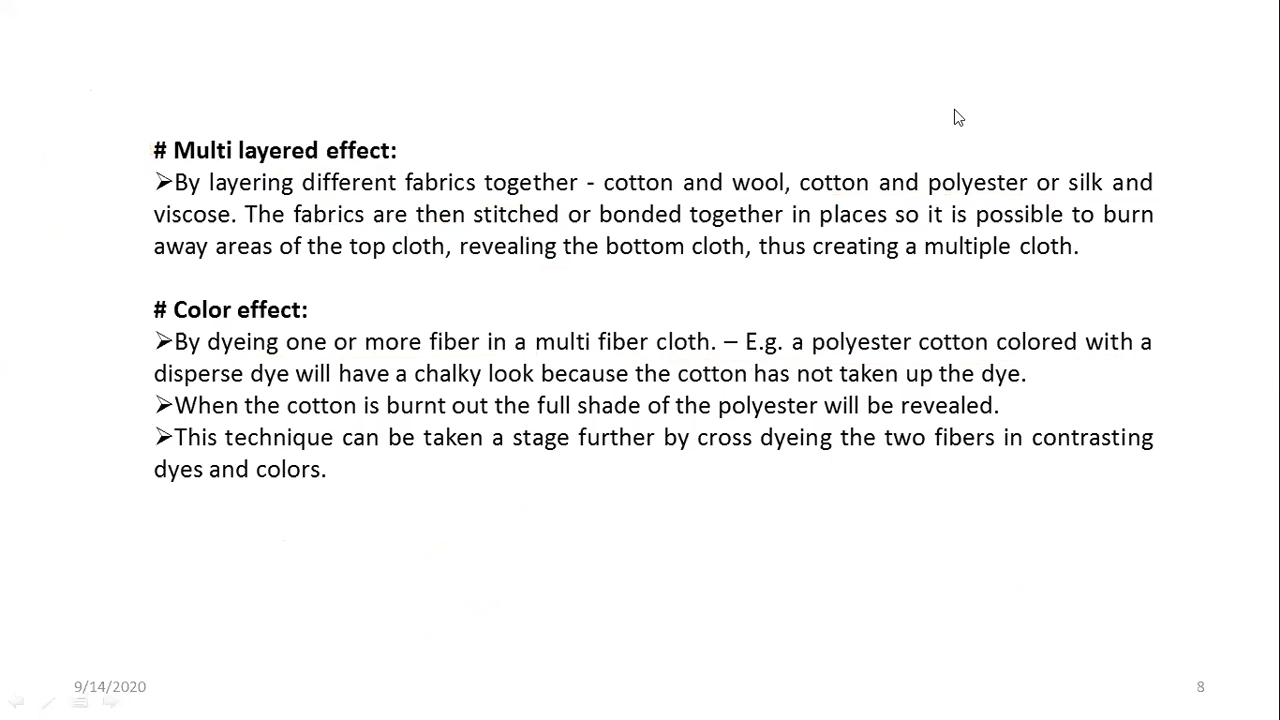 # Multi layered effect:
➢By layering different fabrics together - cotton and wool, cotton and polyester or silk and
viscose. The fabrics are then stitched or bonded together in places so it is possible to burn
away areas of the top cloth, revealing the bottom cloth, thus creating a multiple cloth.
# Color effect:
➢By dyeing one or more fiber in a multi fiber cloth. – E.g. a polyester cotton colored with a
disperse dye will have a chalky look because the cotton has not taken up the dye.
➢When the cotton is burnt out the full shade of the polyester will be revealed.
➢This technique can be taken a stage further by cross dyeing the two fibers in contrasting
dyes and colors.
9/14/2020
8